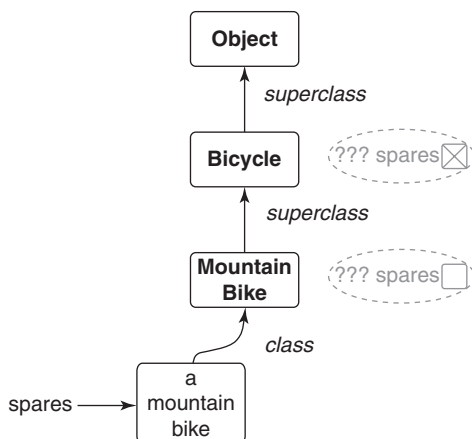 Object
superclass
Bicycle
??? spares
superclass
Mountain
Bike
??? spares
class
spares
a
mountain
bike